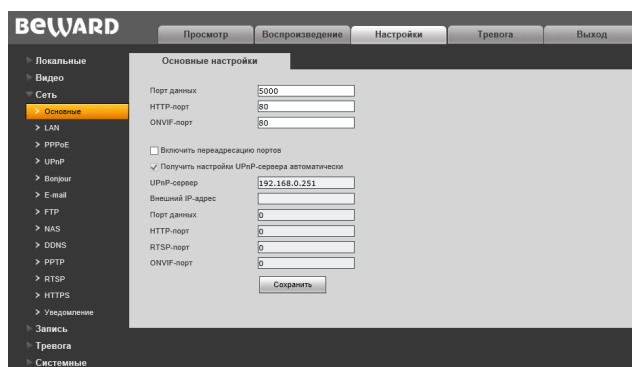 BEWARD
Просмотр
Воспроизведение
Настройки
Тревога
Выход
Локальные
Видео
Сеть
Основные
LAN
PPPoE
UPnP
Bonjour
E-mail
FTP
NAS
DDNS
PPTP
RTSP
HTTPS
Уведомление
Запись
Тревога
Системные
Основные настройки
Порт данных 5000
HTTP-порт 80
ONVIF-порт 80
Включить переадресацию портов
Получить настройки UPnP-сервера автоматически
UPnP-сервер 192.168.0.251
Внешний IP-адрес
Порт данных 0
HTTP-порт 0
RTSP-порт 0
ONVIF-порт 0
Сохранить